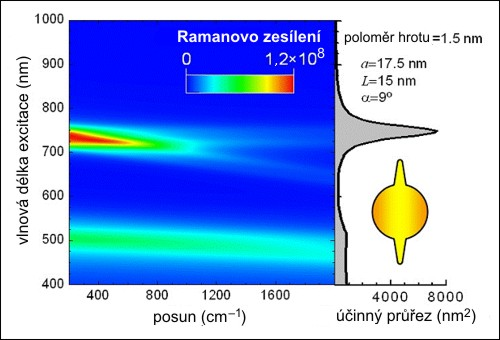 Ramanovo zesílení
0 1,2×10⁸
poloměr hrotu =1.5 nm
a=17.5 nm
L=15 nm
α=9º
vlnová délka excitace (nm)
1000
900
800
700
600
500
400
400 800 1200 1600
posun (cm⁻¹)
0 4000 8000
účinný průřez (nm2)